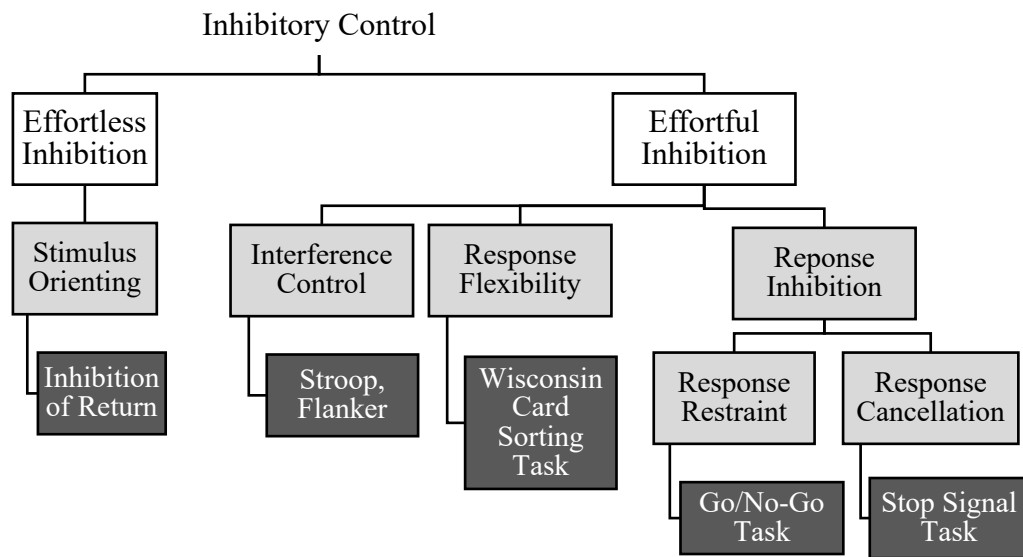 Inhibitory Control
Effortless
Inhibition
Effortful
Inhibition
Stimulus
Orienting
Interference
Control
Response
Flexibility
Reponse
Inhibition
Inhibition
of Return
Stroop,
Flanker
Wisconsin
Card
Sorting
Task
Response
Restraint
Response
Cancellation
Go/No-Go
Task
Stop Signal
Task